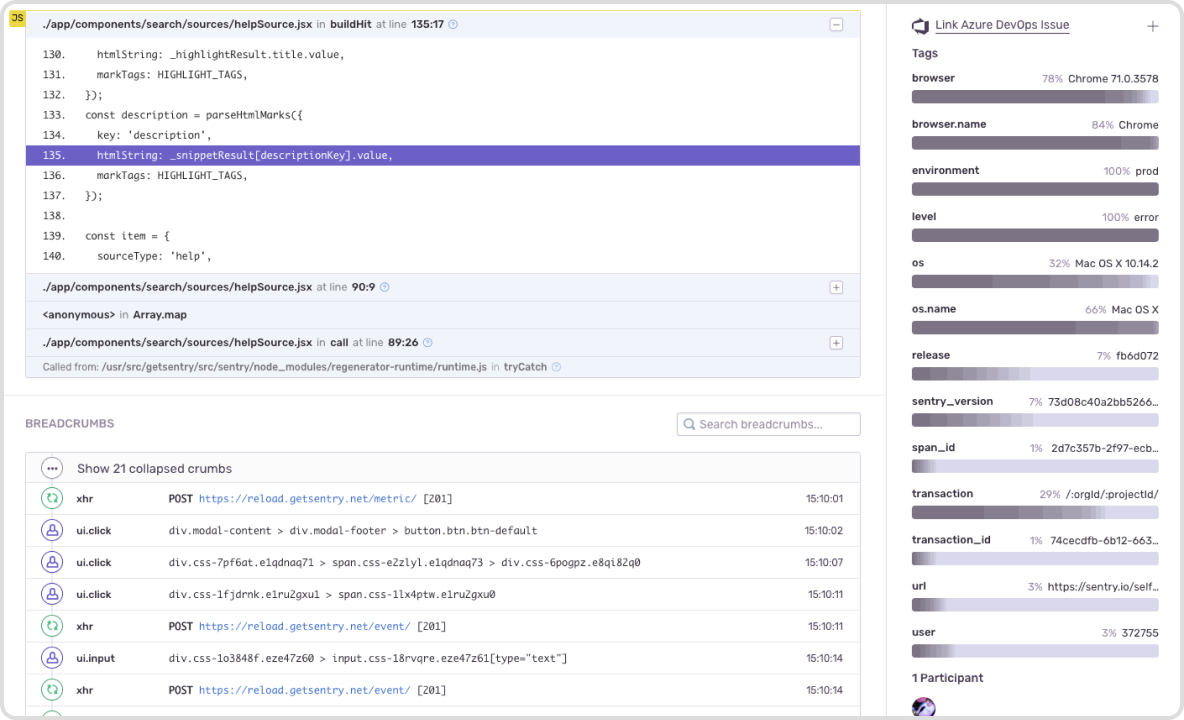 JS
./app/components/search/sources/helpSource.jsx in buildHit at line 135:17 ?
130. htmlString: _highlightResult.title.value,
131. markTags: HIGHLIGHT_TAGS,
132. });
133. const description = parseHtmlMarks({
134. key: 'description',
135. htmlString: _snippetResult[descriptionKey].value,
136. markTags: HIGHLIGHT_TAGS,
137. });
138.
139. const item = {
140. sourceType: 'help',
./app/components/search/sources/helpSource.jsx at line 90:9 ?
<anonymous> in Array.map
./app/components/search/sources/helpSource.jsx in call at line 89:26 ?
Called from: /usr/src/getsentry/src/sentry/node_modules/regenerator-runtime/runtime.js in tryCatch ?
BREADCRUMBS
Search breadcrumbs...
Show 21 collapsed crumbs
xhr POST https://reload.getsentry.net/metric/ [201] 15:10:01
ui.click div.modal-content > div.modal-footer > button.btn.btn-default 15:10:02
ui.click div.css-7pf6at.e1qdnaq71 > span.css-e2zlyl.e1qdnaq73 > div.css-6pogpz.e8qi82q0 15:10:07
ui.click div.css-1fjdrnk.e1ru2gxu1 > span.css-1lx4ptw.e1ru2gxu0 15:10:11
xhr POST https://reload.getsentry.net/event/ [201] 15:10:11
ui.input div.css-1o3848f.eze47z60 > input.css-18rvqre.eze47z61[type="text"] 15:10:14
xhr POST https://reload.getsentry.net/event/ [201] 15:10:14
Link Azure DevOps Issue
Tags
browser 78% Chrome 71.0.3578
browser.name 84% Chrome
environment 100% prod
level 100% error
os 32% Mac OS X 10.14.2
os.name 66% Mac OS X
release 7% fb6d072
sentry_version 7% 73d08c40a2bb5266…
span_id 1% 2d7c357b-2f97-ecb…
transaction 29% /:orgId/:projectId/
transaction_id 1% 74cecdfb-6b12-663…
url 3% https://sentry.io/self…
user 3% 372755
1 Participant